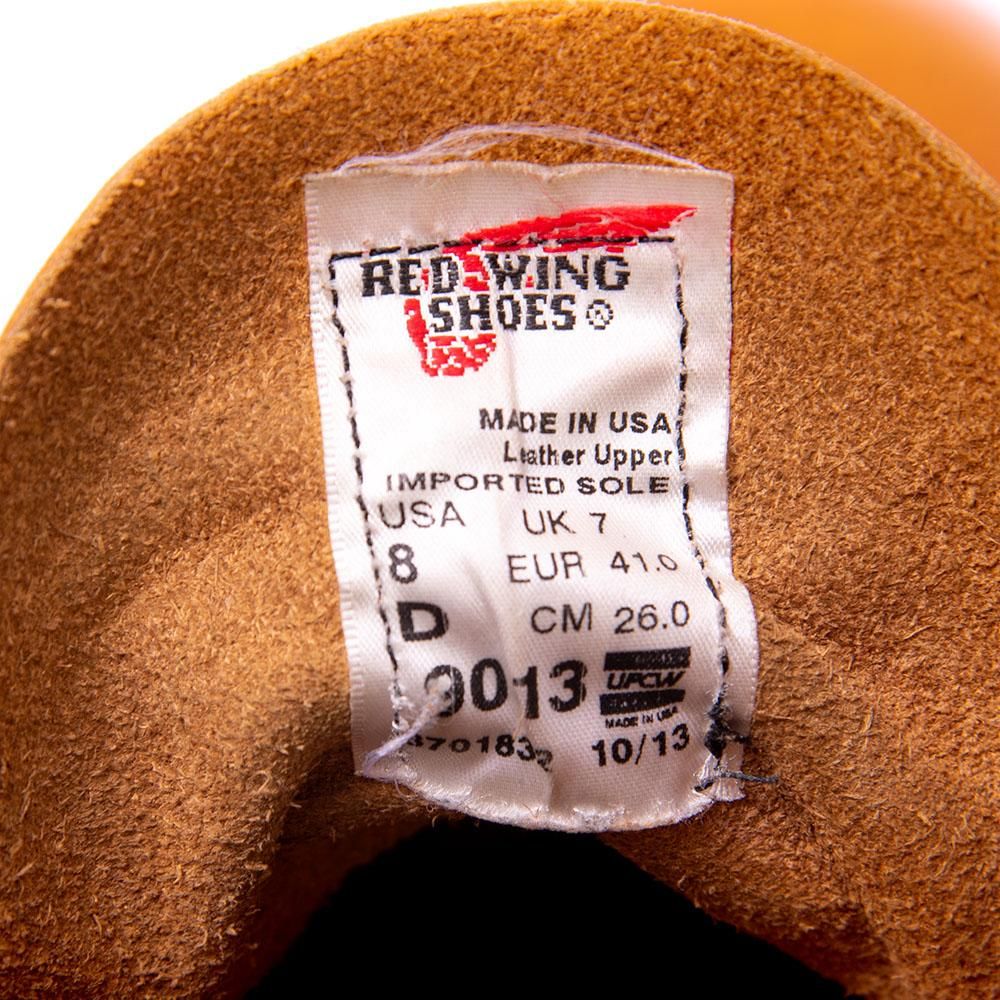 RED WING
SHOES®
MADE IN USA
Leather Upper
IMPORTED SOLE
USA UK 7
8 EUR 41.0
D CM 26.0
9013 UFCW
MADE IN USA
10/13